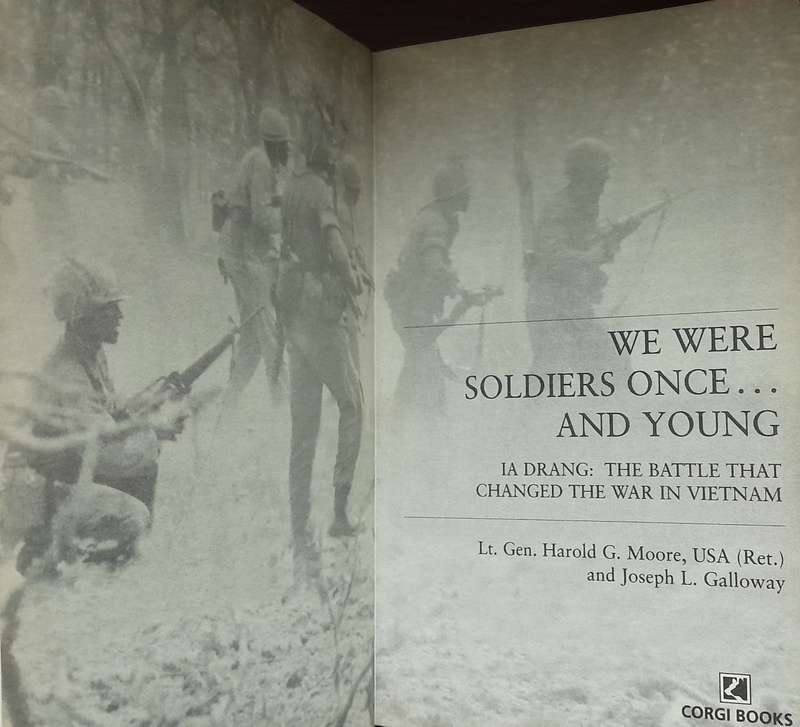 WE WERE
SOLDIERS ONCE...
AND YOUNG
IA DRANG: THE BATTLE THAT
CHANGED THE WAR IN VIETNAM
Lt. Gen. Harold G. Moore, USA (Ret.)
and Joseph L. Galloway
CORGI BOOKS